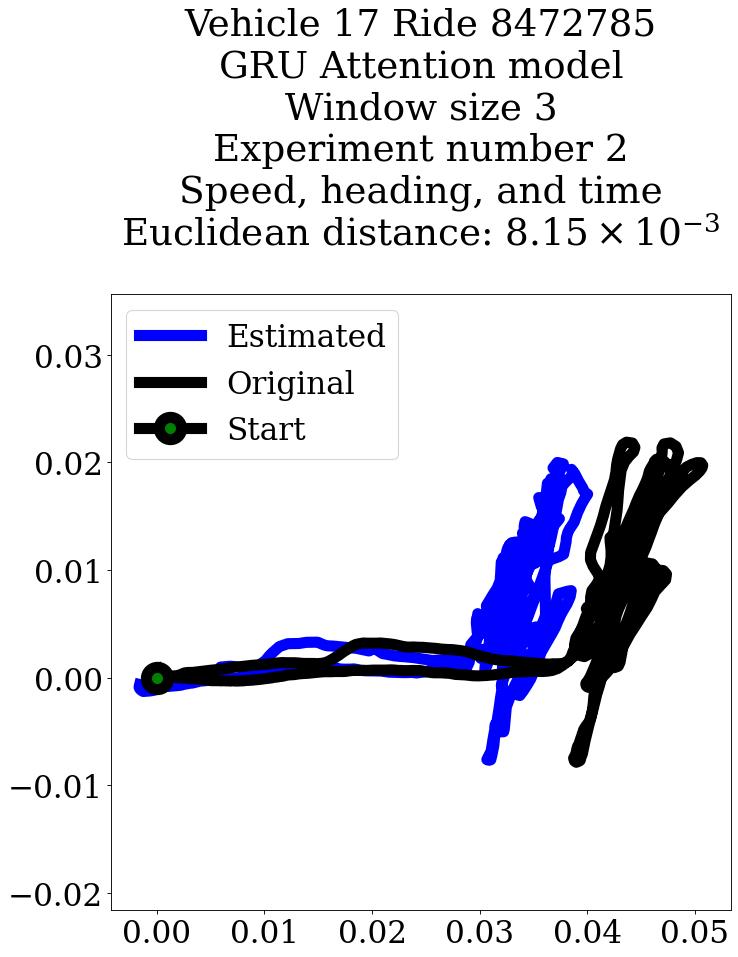 Vehicle 17 Ride 8472785
GRU Attention model
Window size 3
Experiment number 2
Speed, heading, and time
Euclidean distance: 8.15 × 10⁻³
Estimated
Original
Start
0.03
0.02
0.01
0.00
−0.01
−0.02
0.00 0.01 0.02 0.03 0.04 0.05